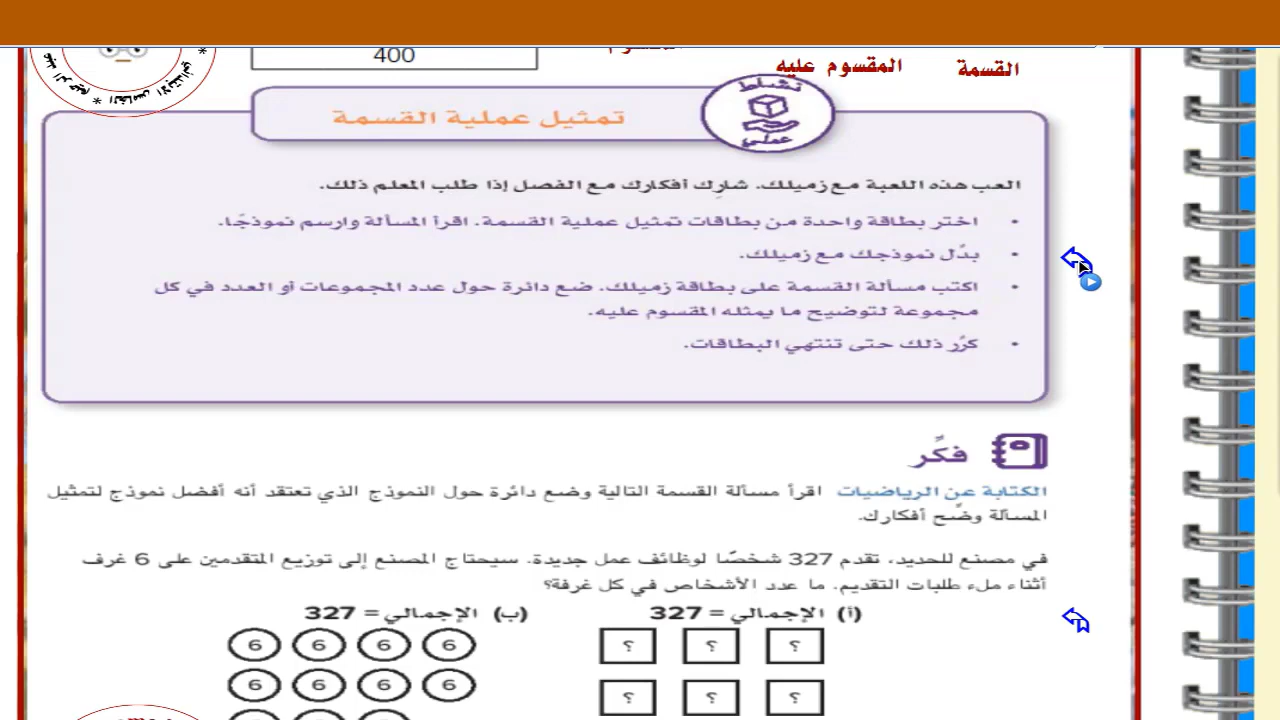 400
القسمة
المقسوم عليه
نشاط
عملي
تمثيل عملية القسمة
العب هذه اللعبة مع زميلك. شارِك أفكارك مع الفصل إذا طلب المعلم ذلك.
• اختر بطاقة واحدة من بطاقات تمثيل عملية القسمة. اقرأ المسألة وارسم نموذجًا.
• بدِّل نموذجك مع زميلك.
• اكتب مسألة القسمة على بطاقة زميلك. ضع دائرة حول عدد المجموعات أو العدد في كل
مجموعة لتوضيح ما يمثله المقسوم عليه.
• كرِّر ذلك حتى تنتهي البطاقات.
فكِّر
الكتابة عن الرياضيات اقرأ مسألة القسمة التالية وضع دائرة حول النموذج الذي تعتقد أنه أفضل نموذج لتمثيل
المسألة وضِّح أفكارك.
في مصنع للحديد، تقدم 327 شخصًا لوظائف عمل جديدة. سيحتاج المصنع إلى توزيع المتقدمين على 6 غرف
أثناء ملء طلبات التقديم. ما عدد الأشخاص في كل غرفة؟
(أ) الإجمالي = 327
؟ ؟ ؟
؟ ؟ ؟
(ب) الإجمالي = 327
6 6 6 6
6 6 6 6